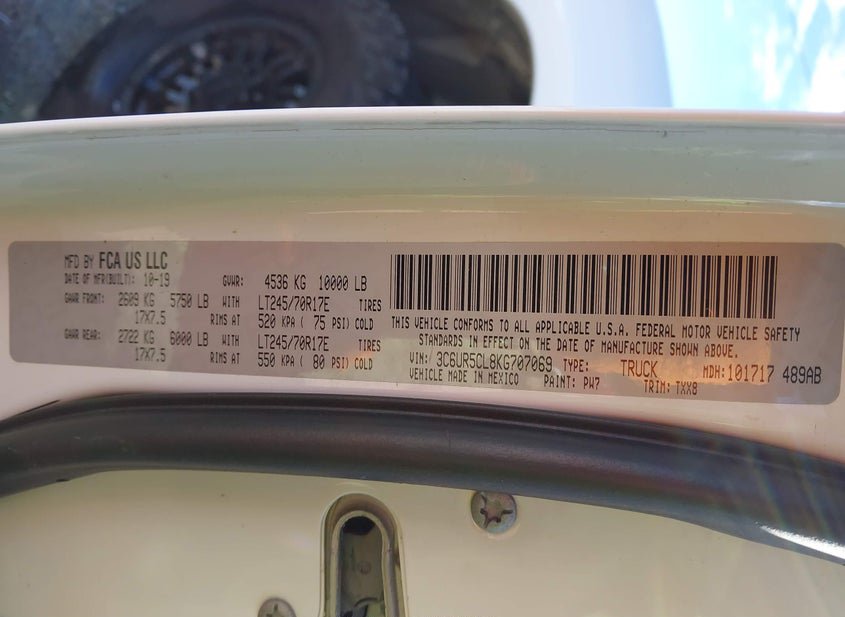 MFD BY FCA US LLC
DATE OF MFR(BUILT): 10-19 GVWR: 4536 KG 10000 LB
GAWR FRONT: 2609 KG 5750 LB WITH LT245/70R17E TIRES
17X7.5 RIMS AT 520 KPA ( 75 PSI) COLD
GAWR REAR: 2722 KG 6000 LB WITH LT245/70R17E TIRES
17X7.5 RIMS AT 550 KPA ( 80 PSI) COLD
THIS VEHICLE CONFORMS TO ALL APPLICABLE U.S.A. FEDERAL MOTOR VEHICLE SAFETY
STANDARDS IN EFFECT ON THE DATE OF MANUFACTURE SHOWN ABOVE.
VIN: 3C6UR5CL8KG707069 TYPE: TRUCK MDH: 101717 489AB
VEHICLE MADE IN MEXICO PAINT: PW7 TRIM: TXX8